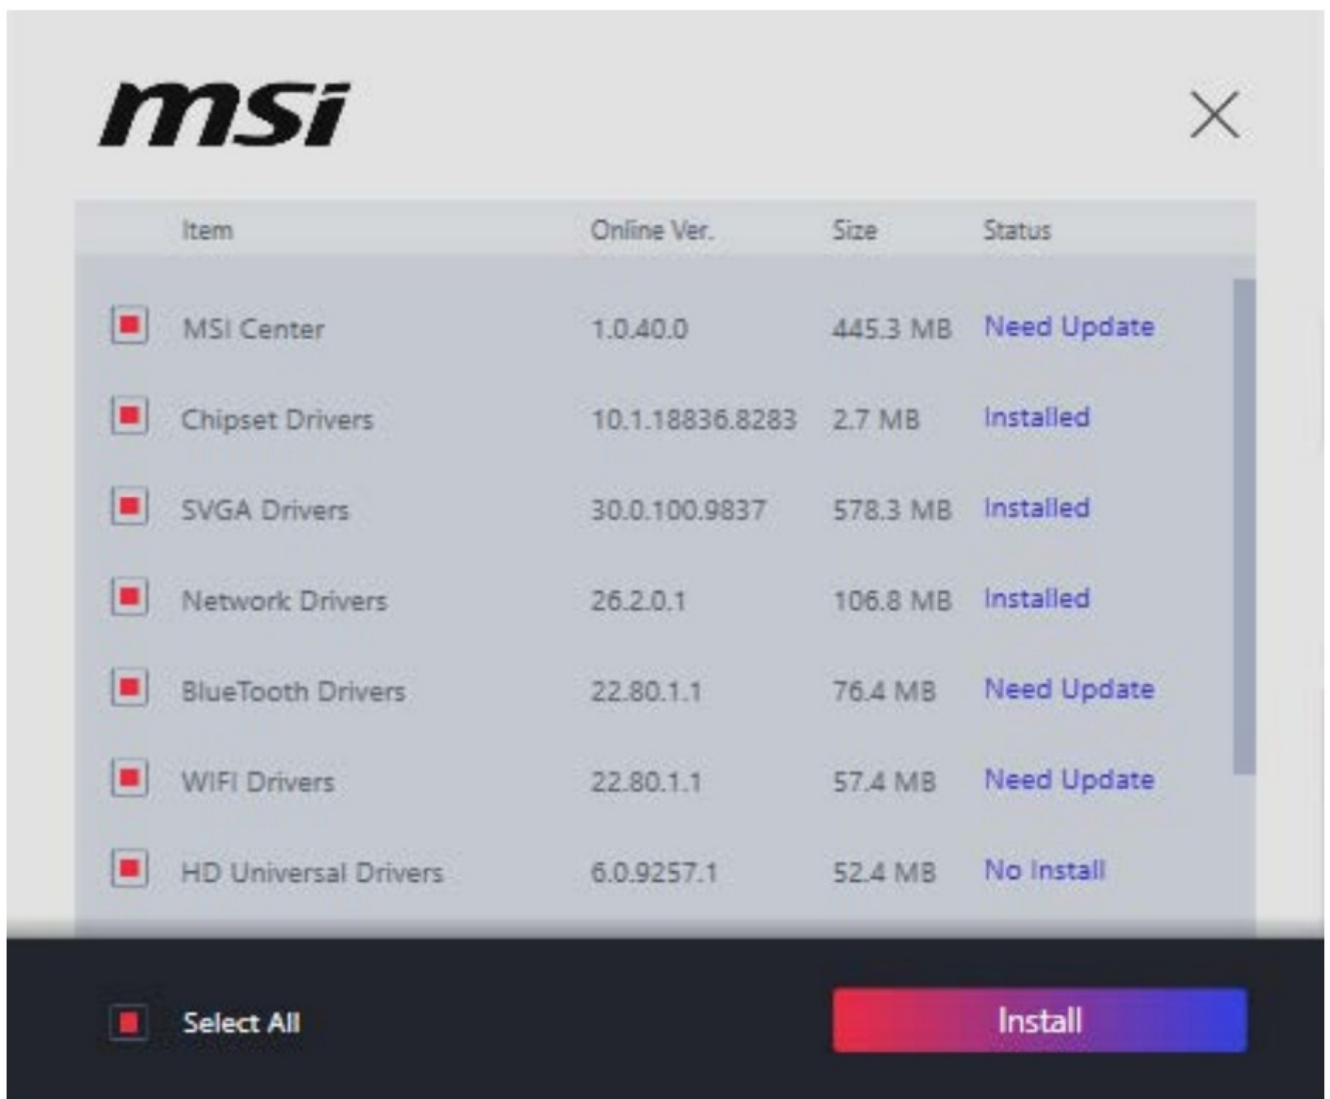 msi
Item Online Ver. Size Status
MSI Center 1.0.40.0 445.3 MB Need Update
Chipset Drivers 10.1.18836.8283 2.7 MB Installed
SVGA Drivers 30.0.100.9837 578.3 MB Installed
Network Drivers 26.2.0.1 106.8 MB Installed
BlueTooth Drivers 22.80.1.1 76.4 MB Need Update
WIFI Drivers 22.80.1.1 57.4 MB Need Update
HD Universal Drivers 6.0.9257.1 52.4 MB No Install
Select All Install